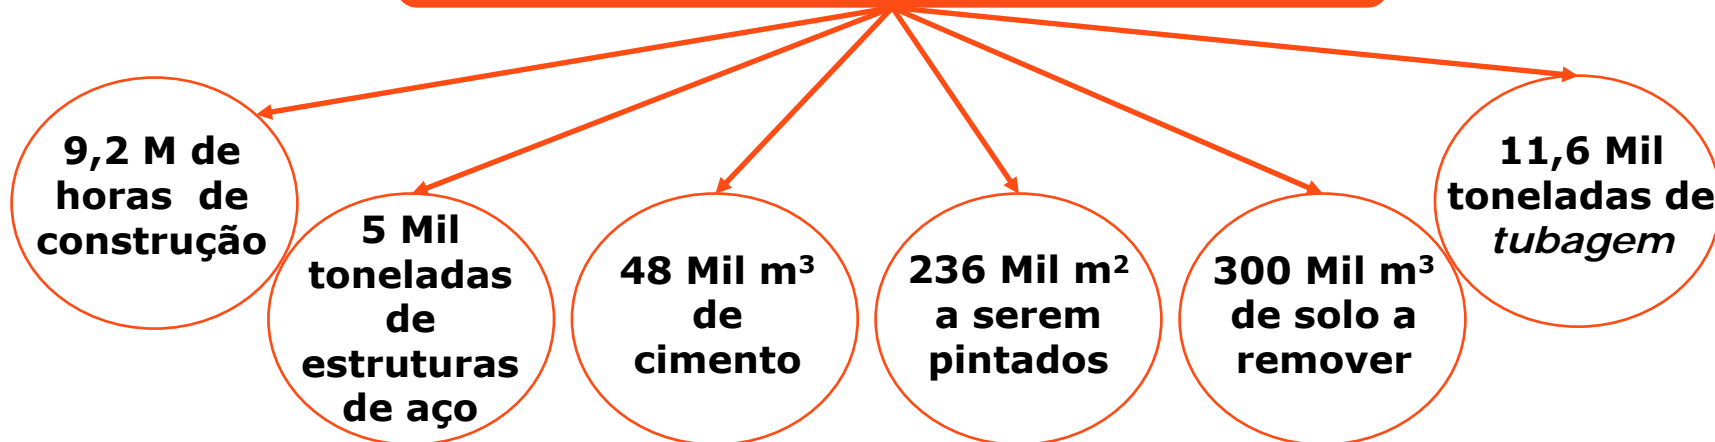 9,2 M de
horas de
construção
5 Mil
toneladas
de
estruturas
de aço
48 Mil m³
de
cimento
236 Mil m²
a serem
pintados
300 Mil m³
de solo a
remover
11,6 Mil
toneladas de
tubagem